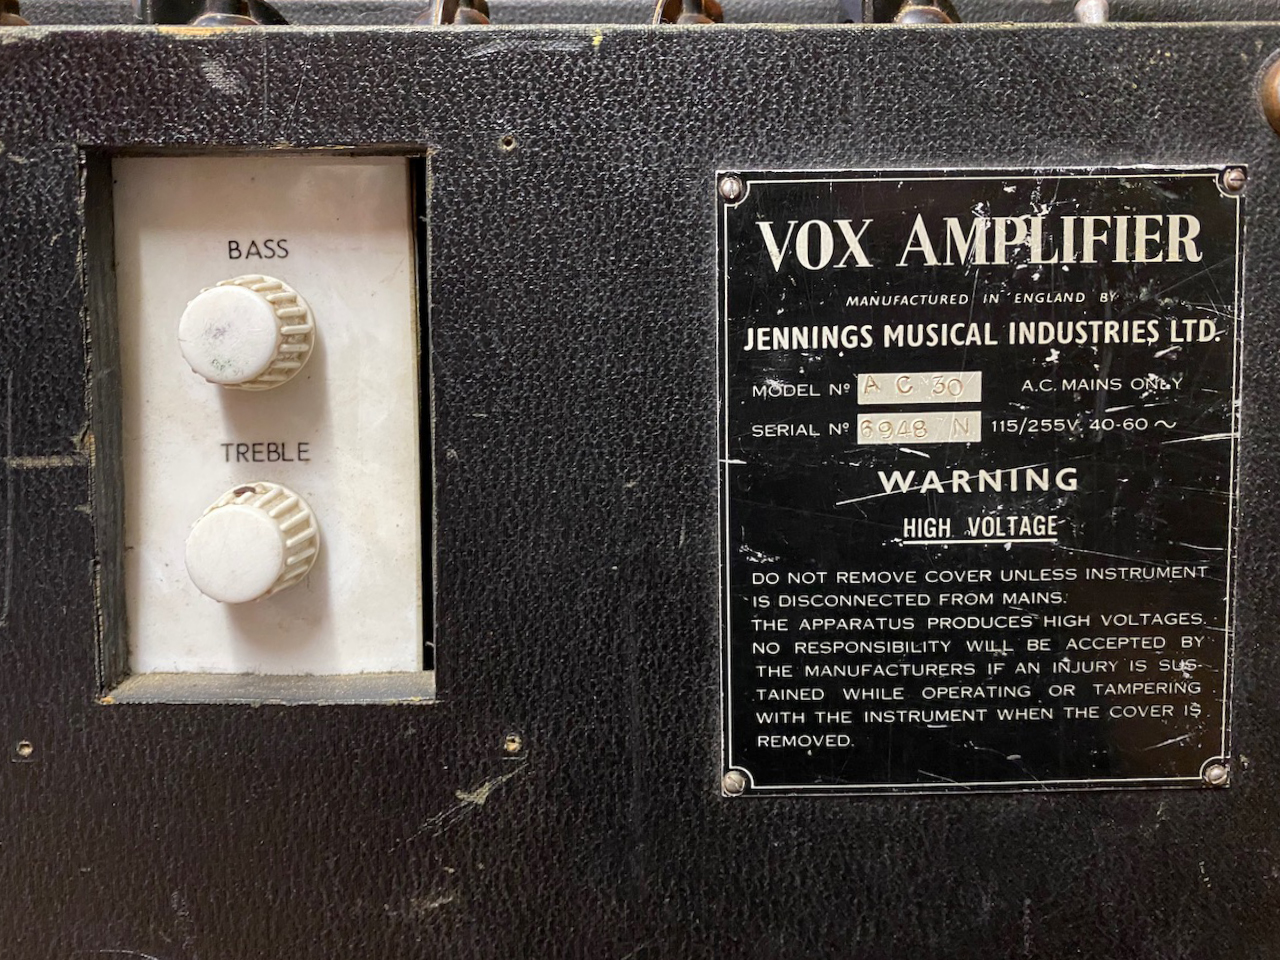 BASS
TREBLE
VOX AMPLIFIER
MANUFACTURED IN ENGLAND BY
JENNINGS MUSICAL INDUSTRIES LTD.
MODEL Nº A C 30 A.C. MAINS ONLY
SERIAL Nº 6948 N 115/255V. 40-60 ~
WARNING
HIGH VOLTAGE
DO NOT REMOVE COVER UNLESS INSTRUMENT
IS DISCONNECTED FROM MAINS.
THE APPARATUS PRODUCES HIGH VOLTAGES.
NO RESPONSIBILITY WILL BE ACCEPTED BY
THE MANUFACTURERS IF AN INJURY IS SUS-
TAINED WHILE OPERATING OR TAMPERING
WITH THE INSTRUMENT WHEN THE COVER IS
REMOVED.